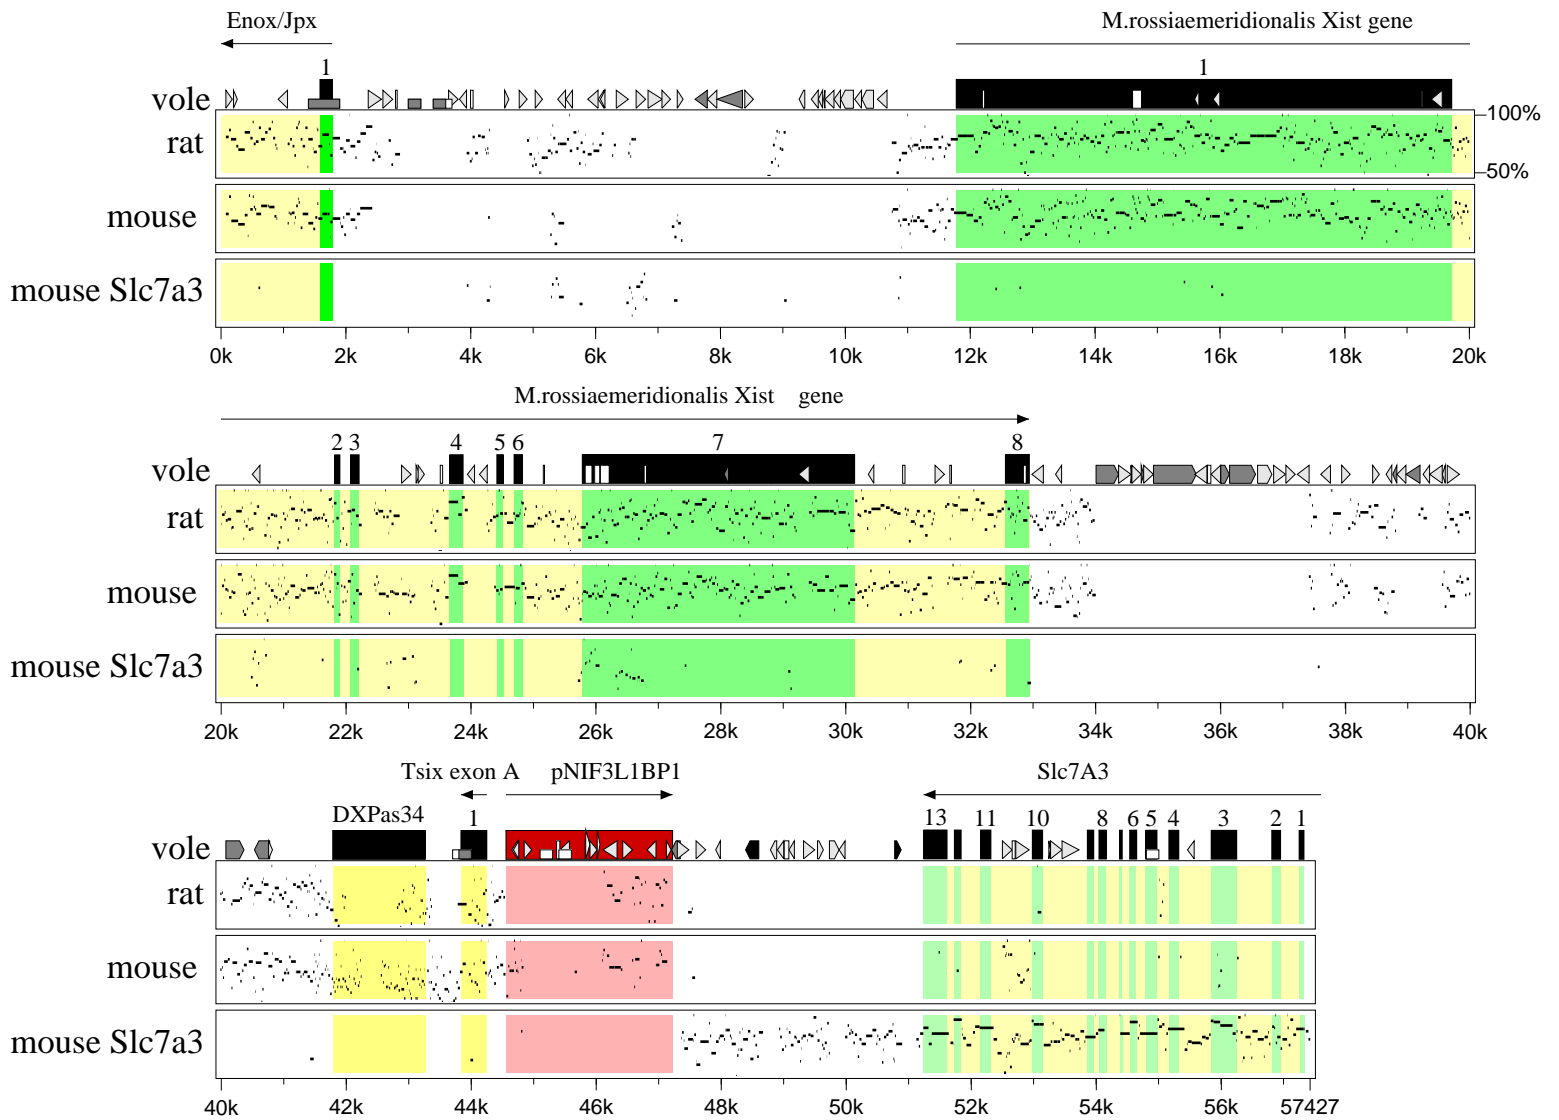 Enox/Jpx M.rossiaemeridionalis Xist gene
1 1
vole
rat 100%
50%
mouse
mouse Slc7a3
0k 2k 4k 6k 8k 10k 12k 14k 16k 18k 20k
M.rossiaemeridionalis Xist gene
2 3 4 5 6 7 8
vole
rat
mouse
mouse Slc7a3
20k 22k 24k 26k 28k 30k 32k 34k 36k 38k 40k
Tsix exon A pNIF3L1BP1 Slc7A3
DXPas34 1 13 11 10 8 6 5 4 3 2 1
vole
rat
mouse
mouse Slc7a3
40k 42k 44k 46k 48k 50k 52k 54k 56k 57427